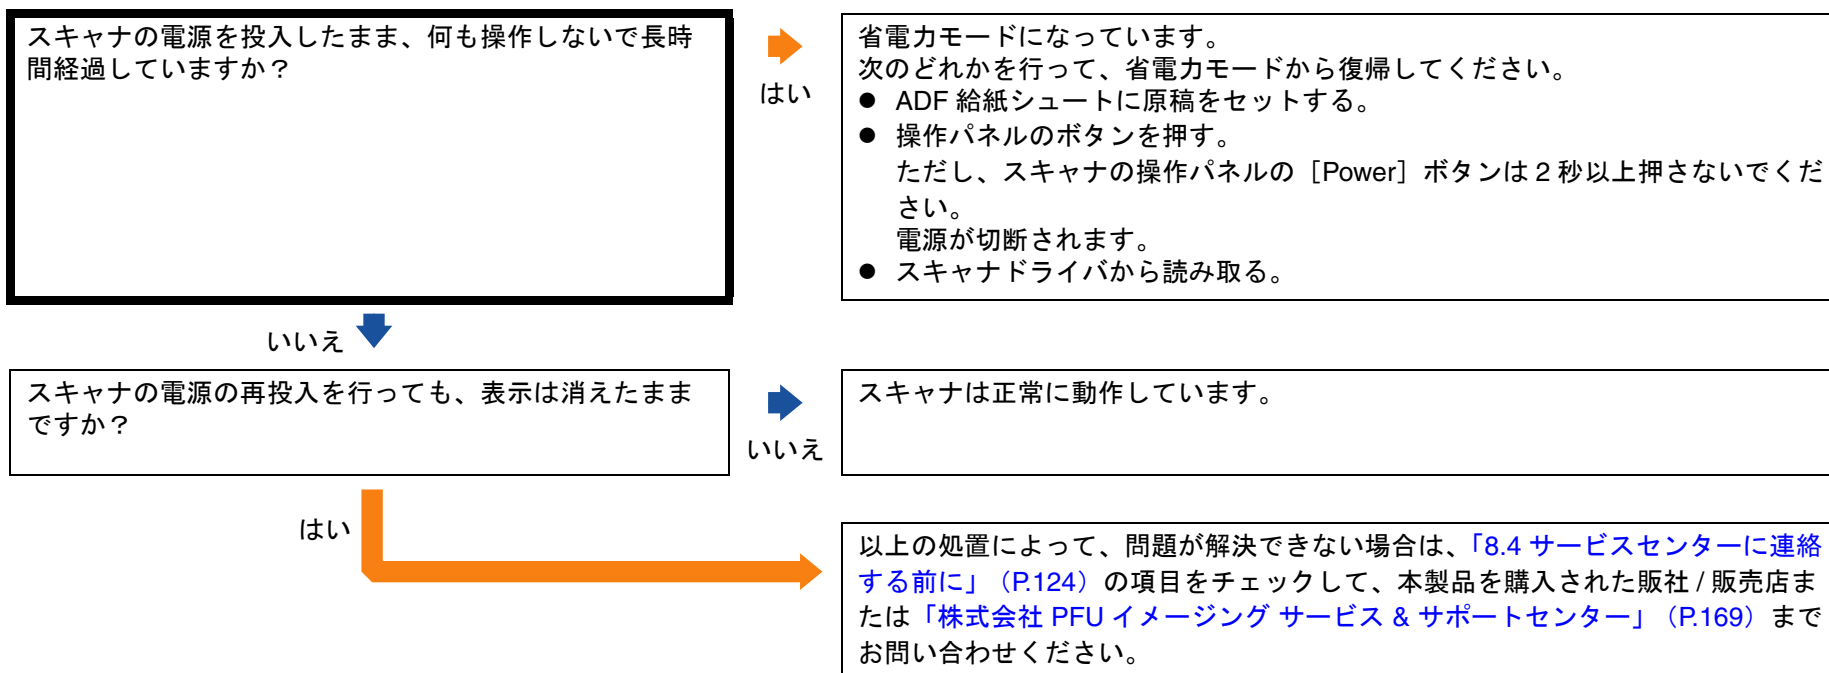 スキャナの電源を投入したまま、何も操作しないで長時
間経過していますか？
はい
省電力モードになっています。
次のどれかを行って、省電力モードから復帰してください。
● ADF 給紙シュートに原稿をセットする。
● 操作パネルのボタンを押す。
ただし、スキャナの操作パネルの［Power］ボタンは 2 秒以上押さないでくだ
さい。
電源が切断されます。
● スキャナドライバから読み取る。
いいえ
スキャナの電源の再投入を行っても、表示は消えたまま
ですか？
いいえ
スキャナは正常に動作しています。
はい
以上の処置によって、問題が解決できない場合は、「8.4 サービスセンターに連絡
する前に」（P.124）の項目をチェックして、本製品を購入された販社 / 販売店ま
たは「株式会社 PFU イメージング サービス & サポートセンター」（P.169）まで
お問い合わせください。